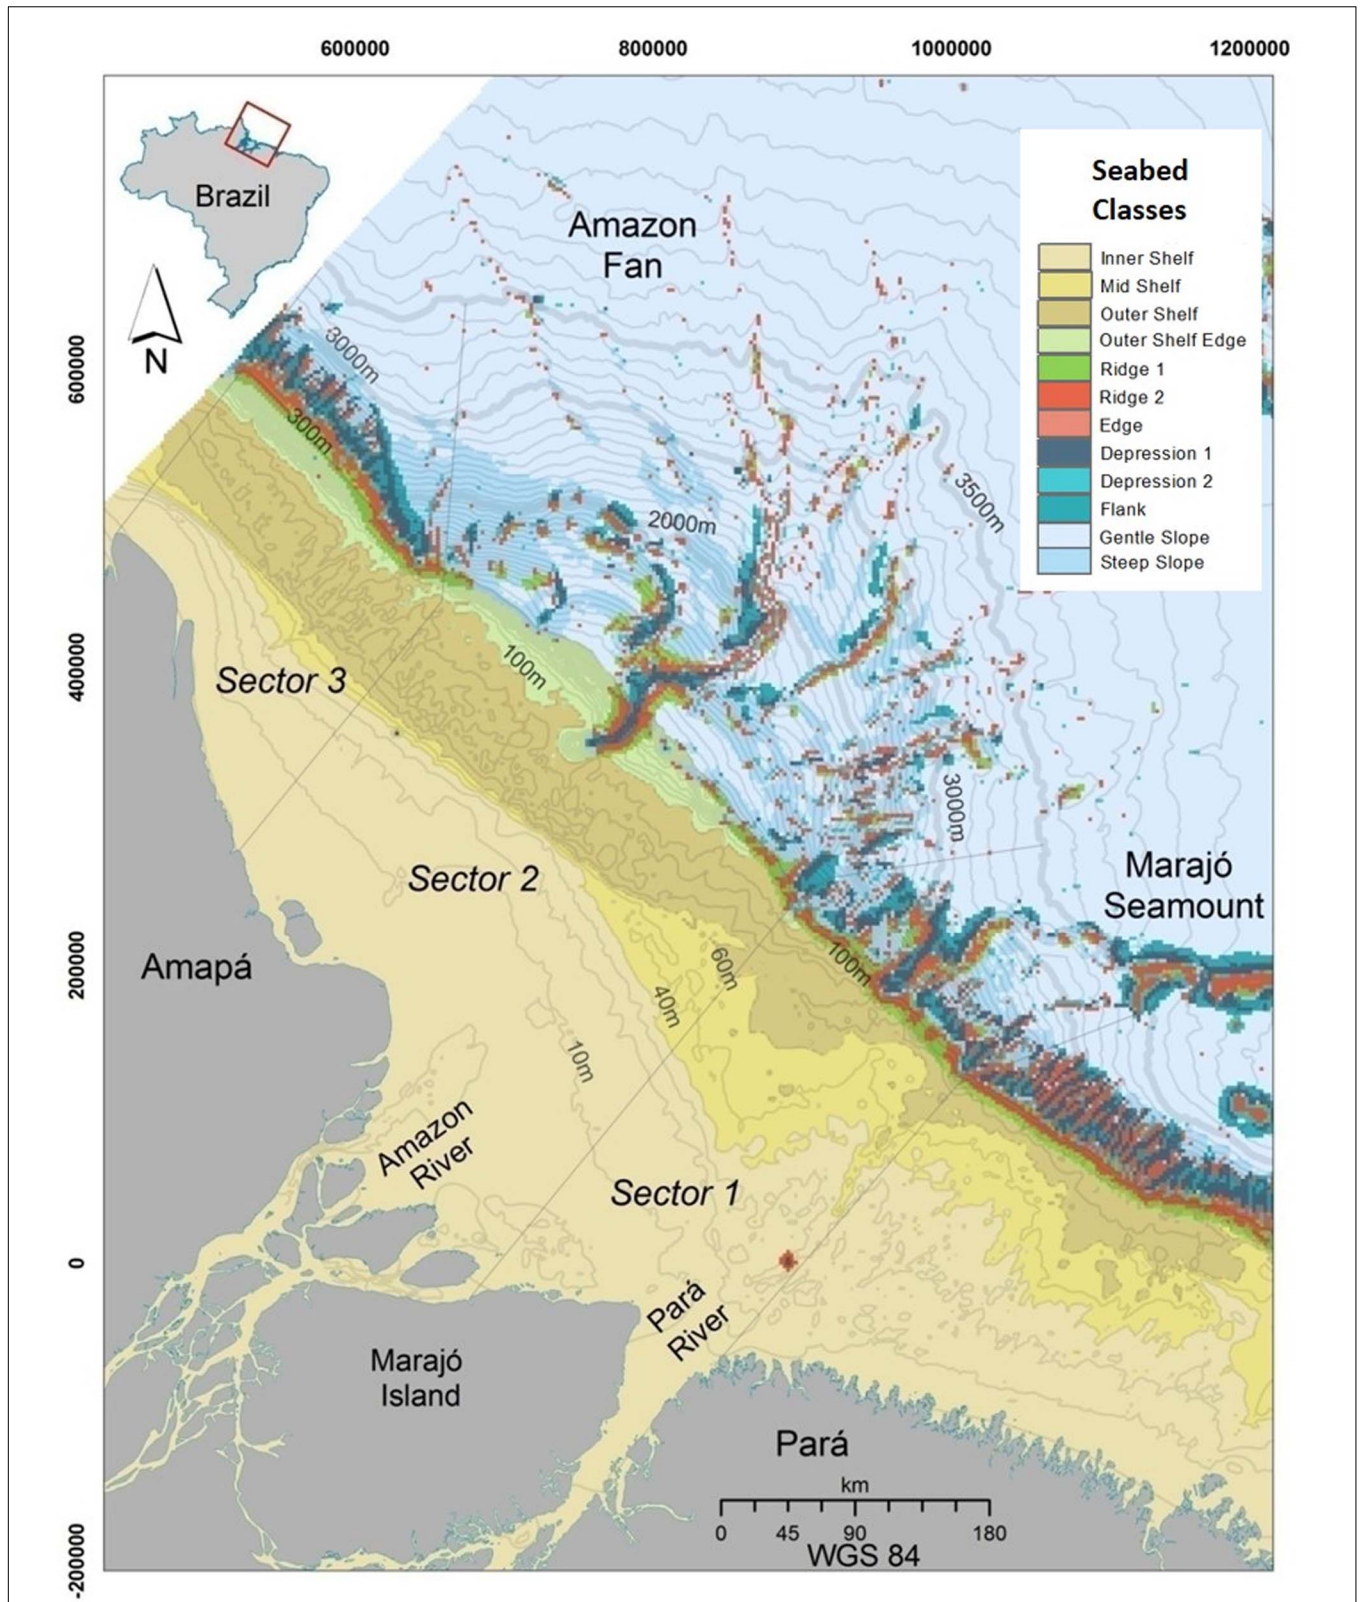 600000 800000 1000000 1200000
Brazil
N
Amazon
Fan
Seabed
Classes
Inner Shelf
Mid Shelf
Outer Shelf
Outer Shelf Edge
Ridge 1
Ridge 2
Edge
Depression 1
Depression 2
Flank
Gentle Slope
Steep Slope
600000
400000
200000
0
-200000
3000m
300m
2000m
3500m
100m
3000m
Sector 3
Sector 2
Marajó
Seamount
Amapá
100m
60m
40m
10m
Amazon
River
Sector 1
Pará
River
Marajó
Island
Pará
km
0 45 90 180
WGS 84